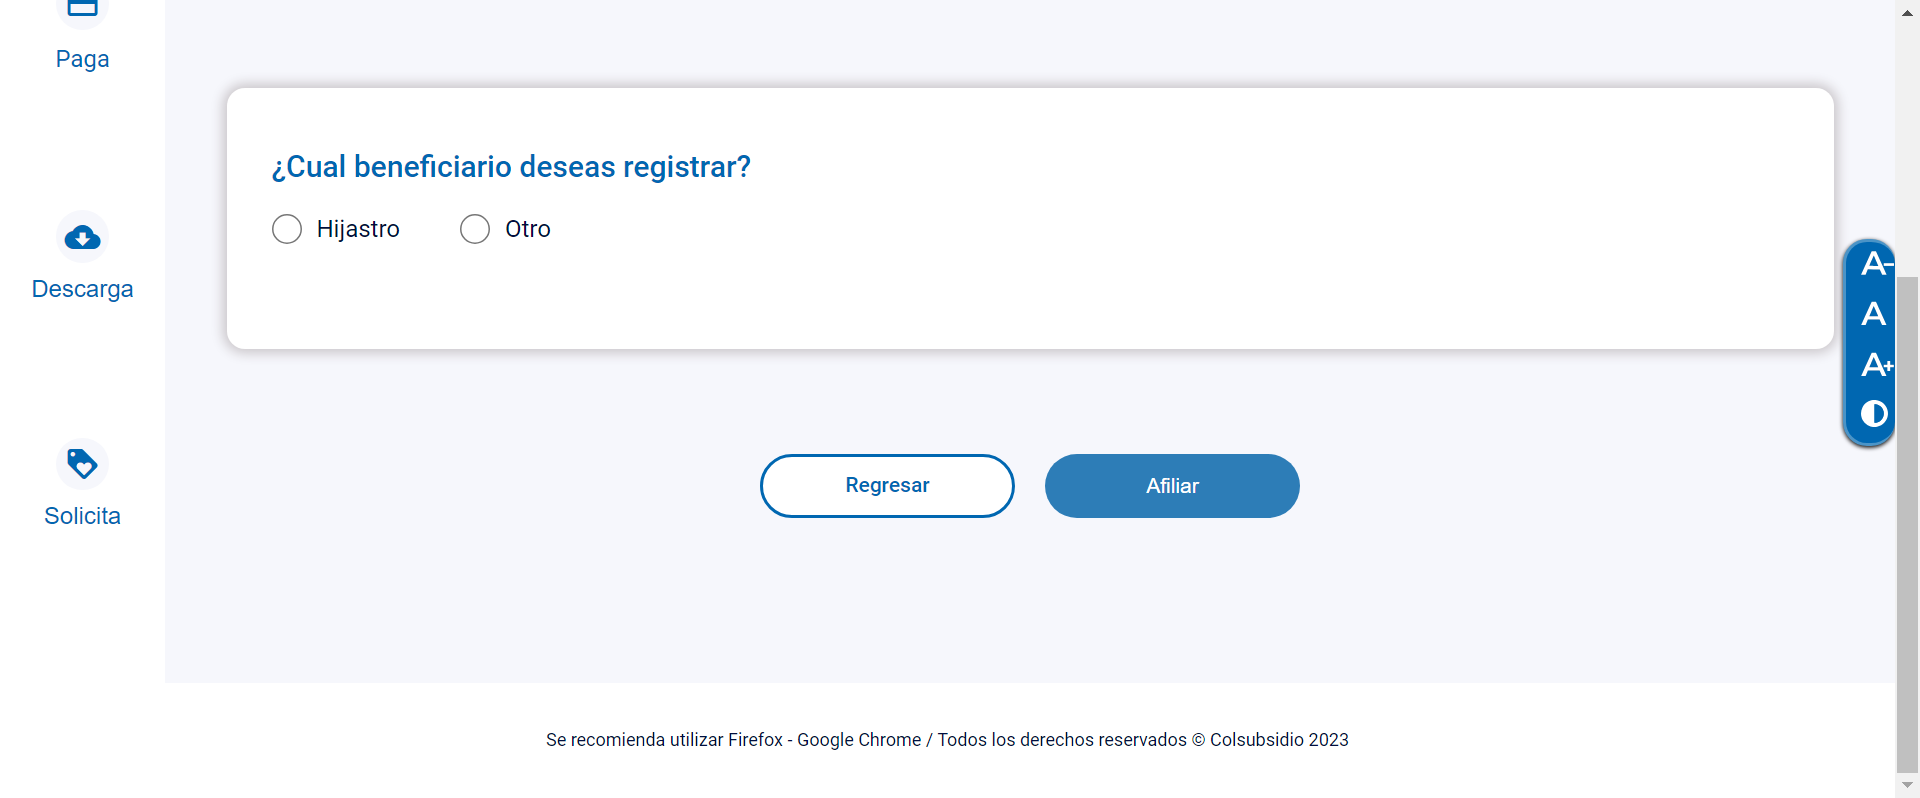 Paga
¿Cual beneficiario deseas registrar?
Hijastro Otro
A-
A
A+
Descarga
Regresar Afiliar
Solicita
Se recomienda utilizar Firefox - Google Chrome / Todos los derechos reservados © Colsubsidio 2023